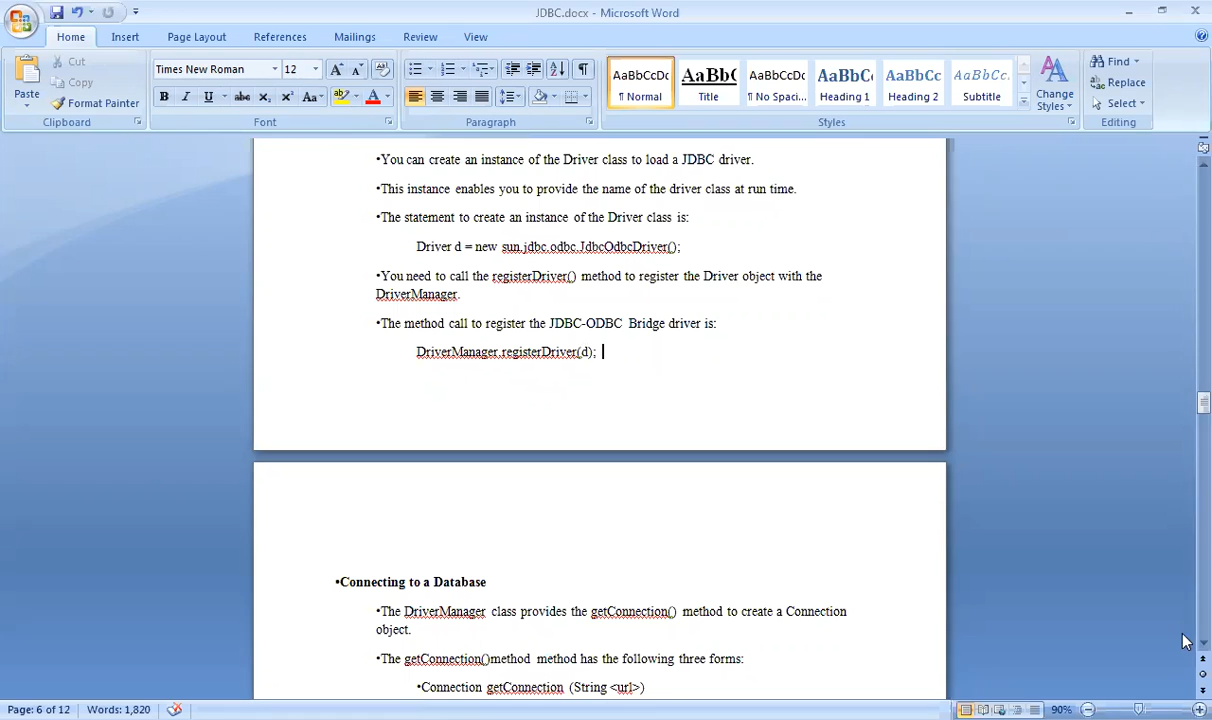 JDBC.docx - Microsoft Word
Home Insert Page Layout References Mailings Review View
Paste
Cut
Copy
Format Painter
Clipboard
Times New Roman 12
B I U abc X₂ X² Aa
Font
Paragraph
AaBbCcDc AaBbC AaBbCcDc AaBbCc AaBbCc AaBbCc.
¶ Normal Title ¶ No Spaci... Heading 1 Heading 2 Subtitle
Styles
Change Styles
Find
Replace
Select
Editing
•You can create an instance of the Driver class to load a JDBC driver.
•This instance enables you to provide the name of the driver class at run time.
•The statement to create an instance of the Driver class is:
Driver d = new sun.jdbc.odbc.JdbcOdbcDriver();
•You need to call the registerDriver() method to register the Driver object with the
DriverManager.
•The method call to register the JDBC-ODBC Bridge driver is:
DriverManager.registerDriver(d);
•Connecting to a Database
•The DriverManager class provides the getConnection() method to create a Connection
object.
•The getConnection()method method has the following three forms:
•Connection getConnection (String <url>)
Page: 6 of 12 Words: 1,820 90%